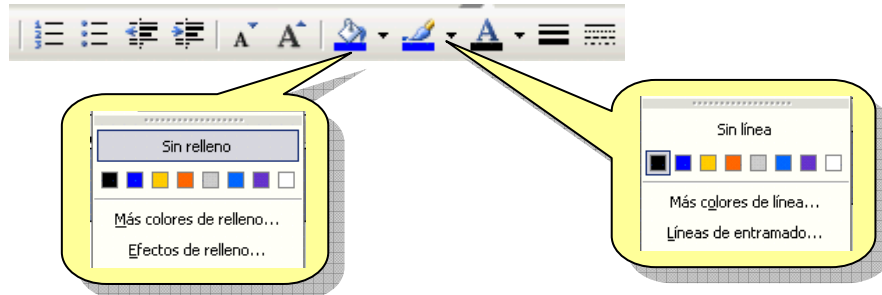 A A A
Sin relleno
Más colores de relleno...
Efectos de relleno...
Sin línea
Más colores de línea...
Líneas de entramado...